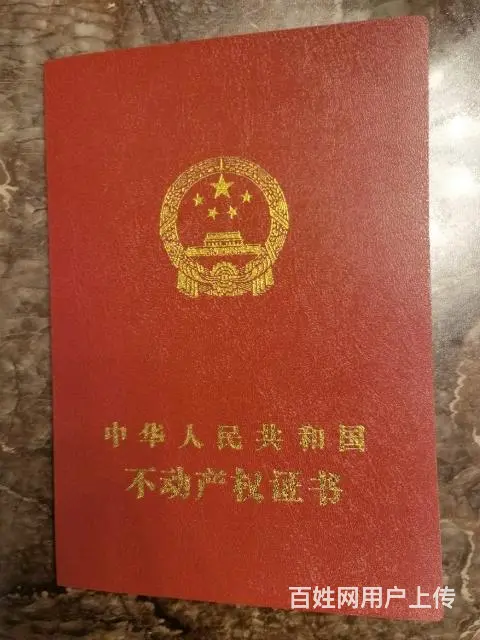 中华人民共和国
不动产权证书
百姓网用户上传